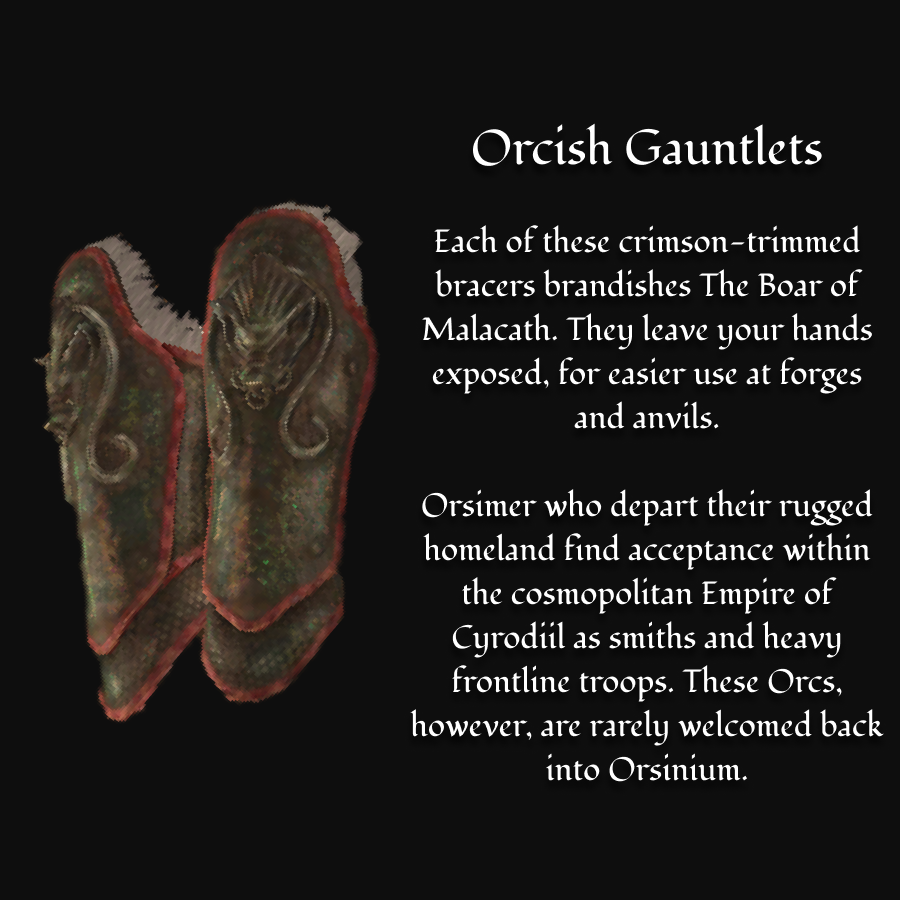 Orcish Gauntlets
Each of these crimson-trimmed
bracers brandishes The Boar of
Malacath. They leave your hands
exposed, for easier use at forges
and anvils.
Orsimer who depart their rugged
homeland find acceptance within
the cosmopolitan Empire of
Cyrodiil as smiths and heavy
frontline troops. These Orcs,
however, are rarely welcomed back
into Orsinium.